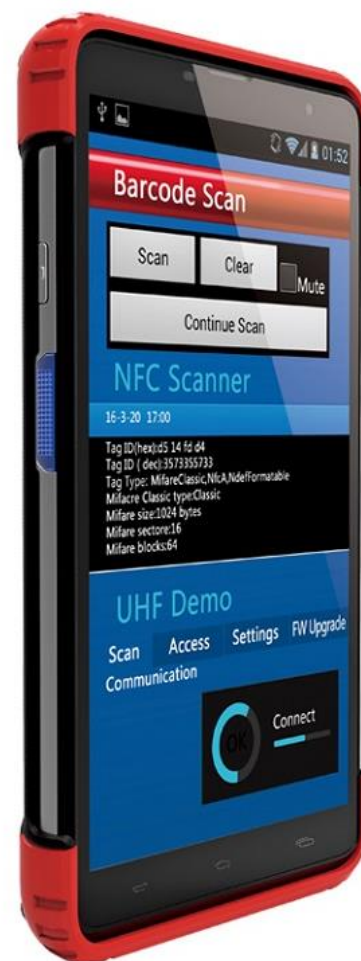 01:52
Barcode Scan
Scan Clear Mute
Continue Scan
NFC Scanner
16-3-20 17:00
Tag ID(hex):d5 14 fd d4
Tag ID ( dec):3573355733
Tag Type: MifareClassic,NfcA,NdefFormatable
Mifacre Classic type:Classic
Mifare size:1024 bytes
Mifare sectore:16
Mifare blocks:64
UHF Demo
Scan Access Settings FW Upgrade
Communication
OK Connect